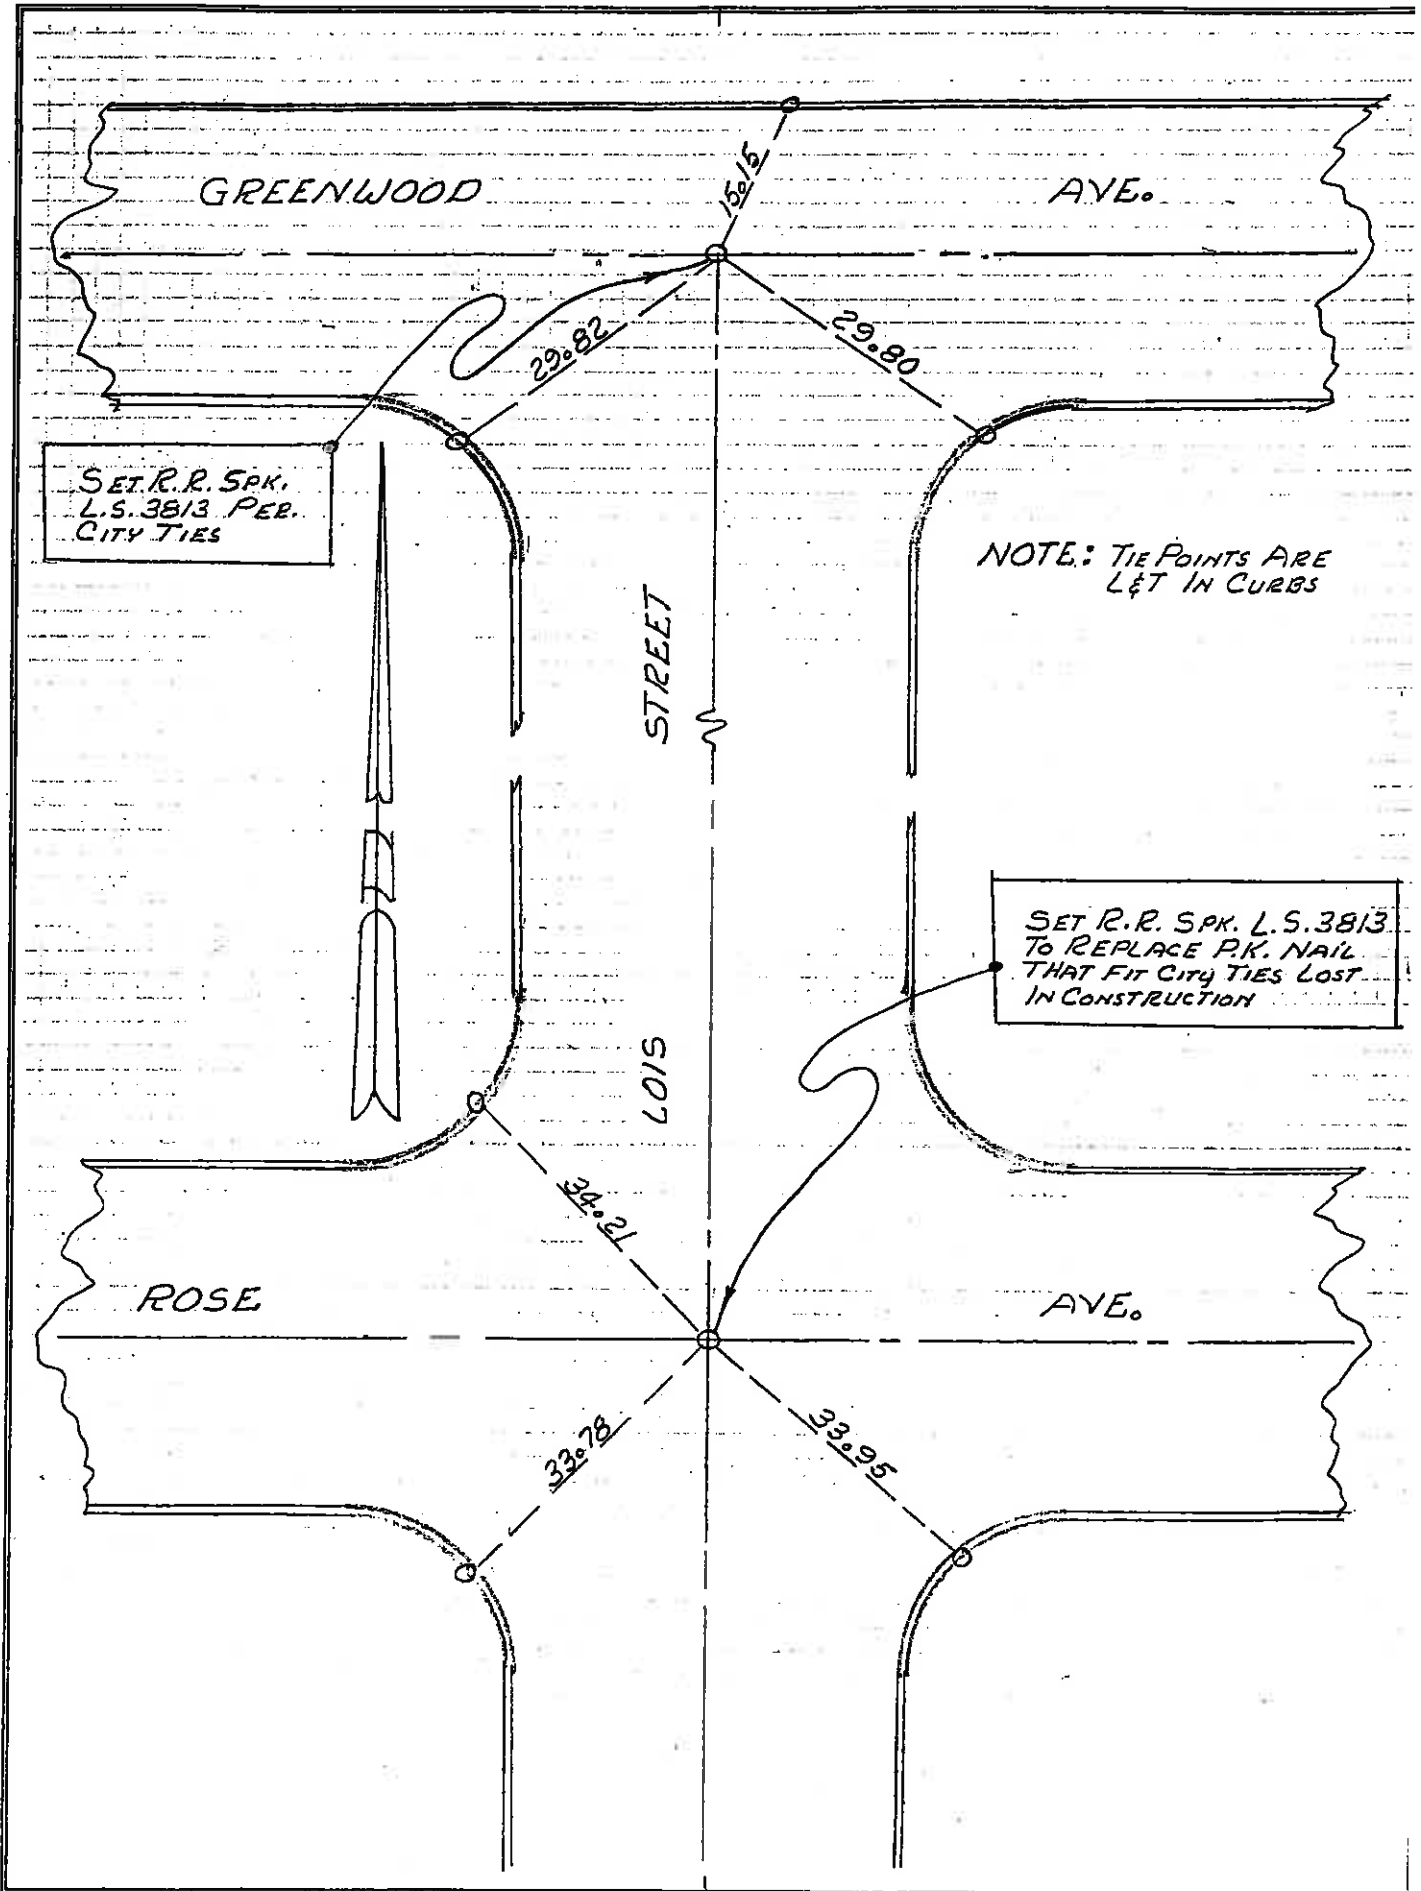 GREENWOOD AVE.
15.15
29.82
29.80
SET R.R. SPK.
L.S. 3813 PER.
CITY TIES
NOTE: TIE POINTS ARE
L&T IN CURBS
STREET
LOIS
SET R.R. SPK. L.S. 3813
TO REPLACE P.K. NAIL
THAT FIT CITY TIES LOST
IN CONSTRUCTION
34.21
ROSE AVE.
33.78
33.95